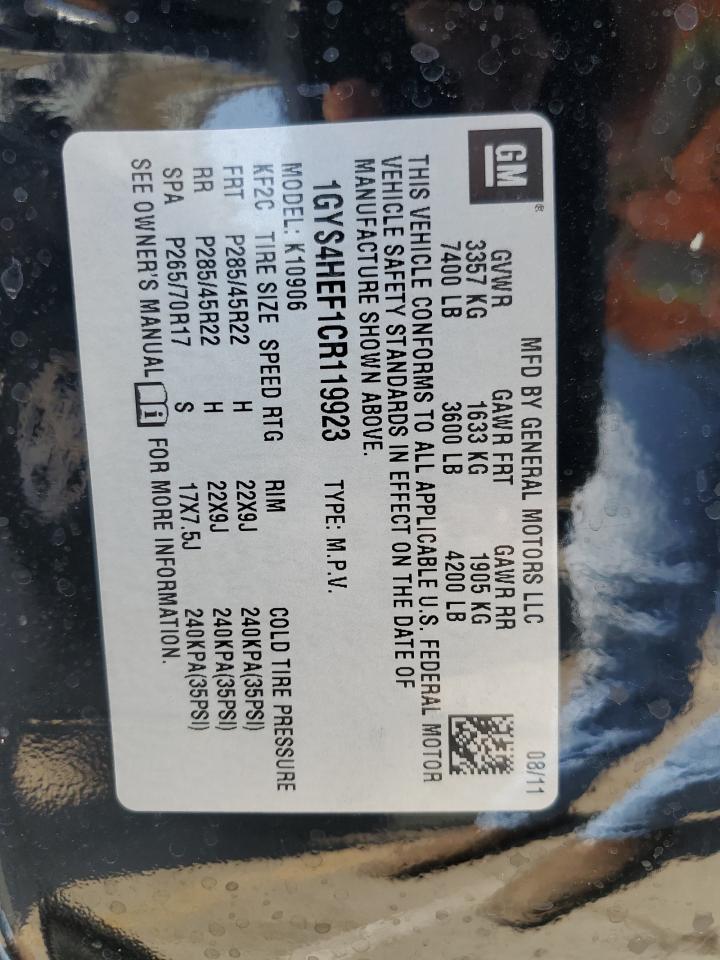 GM®
MFD BY GENERAL MOTORS LLC 08/11
GVWR GAWR FRT GAWR RR
3357 KG 1633 KG 1905 KG
7400 LB 3600 LB 4200 LB
THIS VEHICLE CONFORMS TO ALL APPLICABLE U.S. FEDERAL MOTOR
VEHICLE SAFETY STANDARDS IN EFFECT ON THE DATE OF
MANUFACTURE SHOWN ABOVE.
1GYS4HEF1CR119923 TYPE: M.P.V.
MODEL: K10906
KF2C TIRE SIZE SPEED RTG RIM COLD TIRE PRESSURE
FRT P285/45R22 H 22X9J 240KPA(35PSI)
RR P285/45R22 H 22X9J 240KPA(35PSI)
SPA P265/70R17 S 17X7.5J 240KPA(35PSI)
SEE OWNER'S MANUAL i FOR MORE INFORMATION.